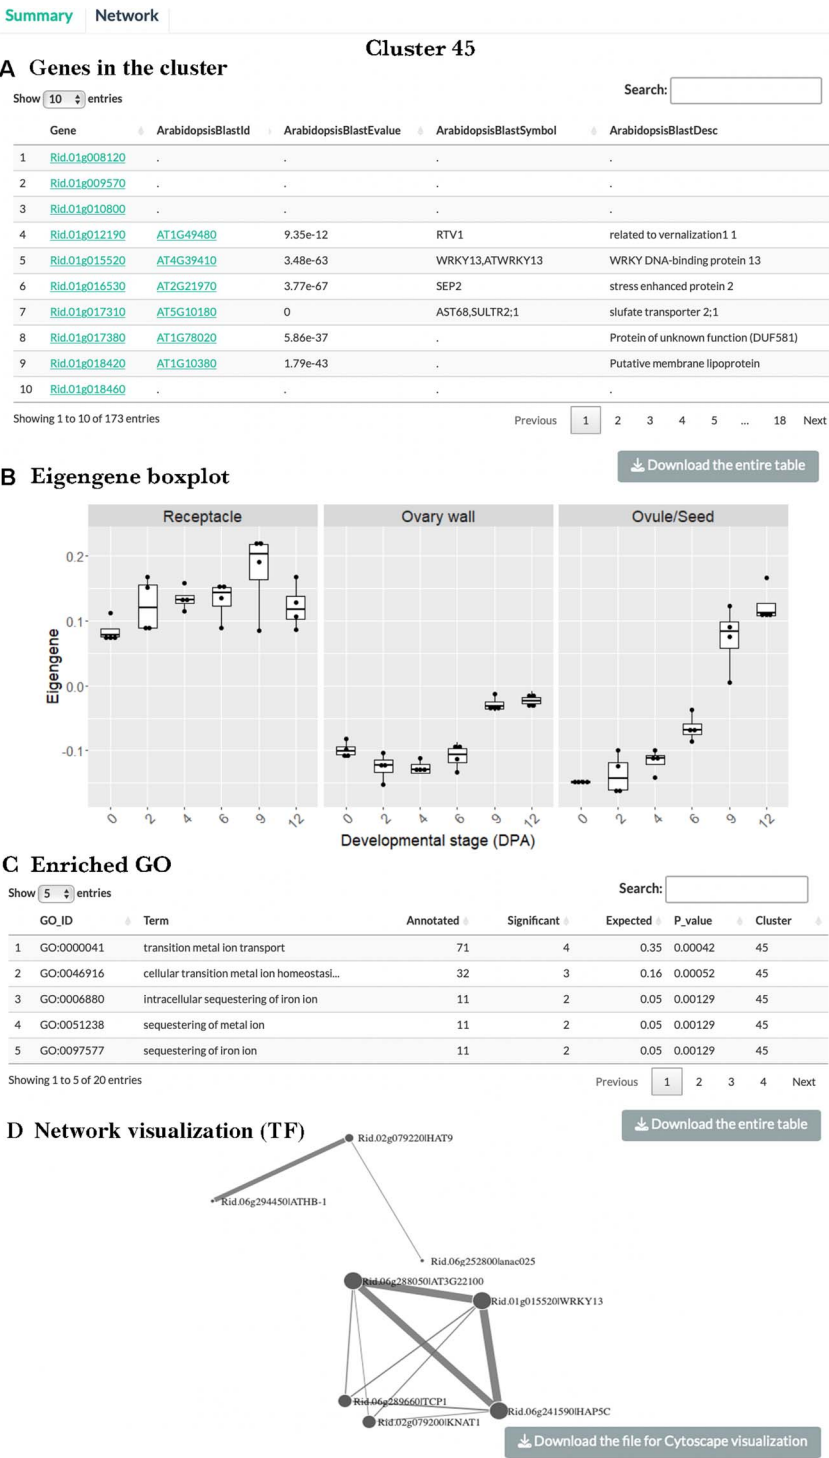 Summary Network
Cluster 45
A Genes in the cluster
Show 10 entries Search:
Gene ArabidopsisBlastId ArabidopsisBlastEvalue ArabidopsisBlastSymbol ArabidopsisBlastDesc
1 Rid.01g008120 . . . .
2 Rid.01g009570 . . . .
3 Rid.01g010800 . . . .
4 Rid.01g012190 AT1G49480 9.35e-12 RTV1 related to vernalization1 1
5 Rid.01g015520 AT4G39410 3.48e-63 WRKY13,ATWRKY13 WRKY DNA-binding protein 13
6 Rid.01g016530 AT2G21970 3.77e-67 SEP2 stress enhanced protein 2
7 Rid.01g017310 AT5G10180 0 AST68,SULTR2;1 slufate transporter 2;1
8 Rid.01g017380 AT1G78020 5.86e-37 . Protein of unknown function (DUF581)
9 Rid.01g018420 AT1G10380 1.79e-43 . Putative membrane lipoprotein
10 Rid.01g018460 . . . .
Showing 1 to 10 of 173 entries Previous 1 2 3 4 5 ... 18 Next
Download the entire table
B Eigengene boxplot
Receptacle Ovary wall Ovule/Seed
0.2
0.1
0.0
-0.1
Eigengene
0 2 4 6 9 12 0 2 4 6 9 12 0 2 4 6 9 12
Developmental stage (DPA)
C Enriched GO
Show 5 entries Search:
GO_ID Term Annotated Significant Expected P_value Cluster
1 GO:0000041 transition metal ion transport 71 4 0.35 0.00042 45
2 GO:0046916 cellular transition metal ion homeostasi... 32 3 0.16 0.00052 45
3 GO:0006880 intracellular sequestering of iron ion 11 2 0.05 0.00129 45
4 GO:0051238 sequestering of metal ion 11 2 0.05 0.00129 45
5 GO:0097577 sequestering of iron ion 11 2 0.05 0.00129 45
Showing 1 to 5 of 20 entries Previous 1 2 3 4 Next
Download the entire table
D Network visualization (TF)
Rid.02g079220|HAT9
Rid.06g294450|ATHB-1
Rid.06g252800|anac025
Rid.06g288050|AT3G22100
Rid.01g015520|WRKY13
Rid.06g289660|TCP1
Rid.06g241590|HAP5C
Rid.02g079200|KNAT1
Download the file for Cytoscape visualization